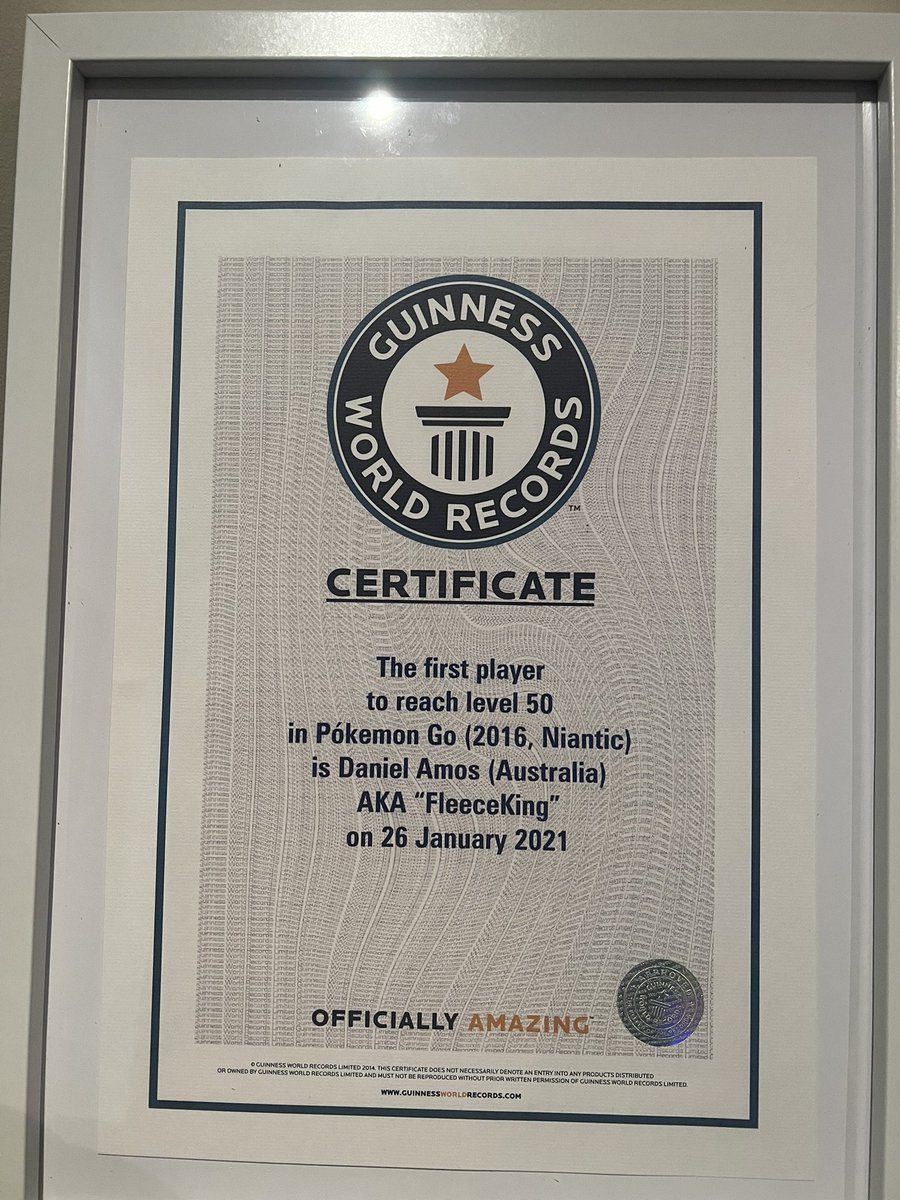 GUINNESS
WORLD RECORDS
TM
CERTIFICATE
The first player
to reach level 50
in Pókemon Go (2016, Niantic)
is Daniel Amos (Australia)
AKA “FleeceKing”
on 26 January 2021
OFFICIALLY AMAZING™
© GUINNESS WORLD RECORDS LIMITED 2014. THIS CERTIFICATE DOES NOT NECESSARILY DENOTE AN ENTRY INTO ANY PRODUCTS DISTRIBUTED
OR OWNED BY GUINNESS WORLD RECORDS LIMITED AND MUST NOT BE REPRODUCED WITHOUT PRIOR WRITTEN PERMISSION OF GUINNESS WORLD RECORDS LIMITED.
WWW.GUINNESSWORLDRECORDS.COM